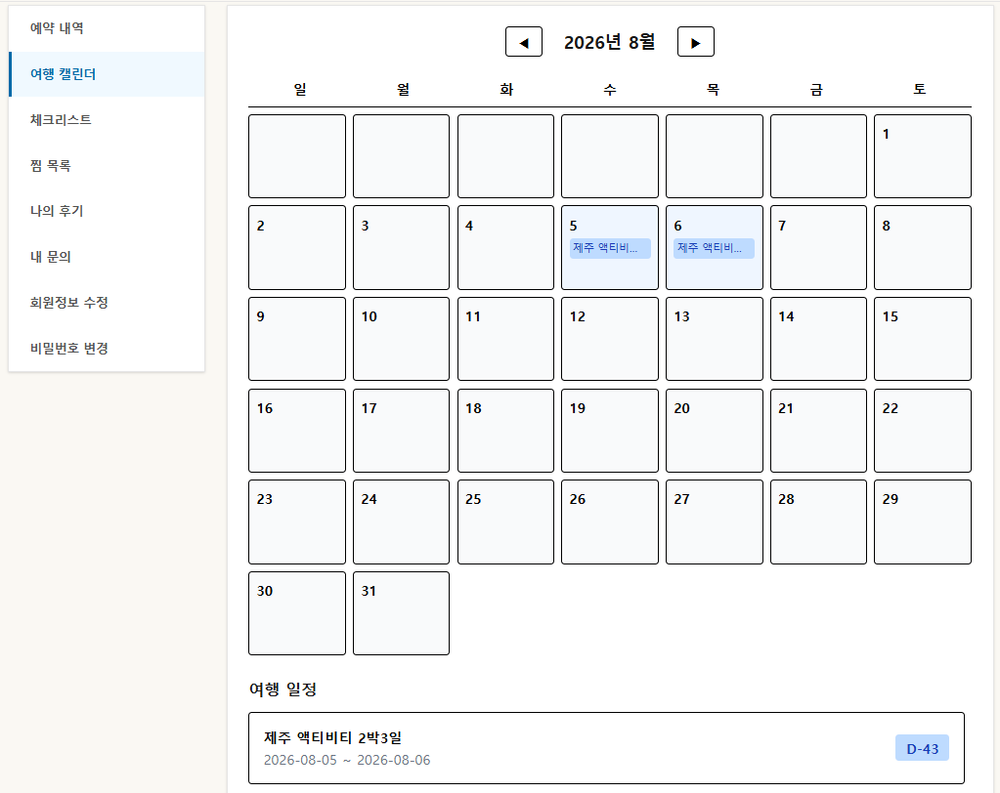 예약 내역
여행 캘린더
체크리스트
찜 목록
나의 후기
내 문의
회원정보 수정
비밀번호 변경
◀ 2026년 8월 ▶
일 월 화 수 목 금 토
1
2 3 4 5 6 7 8
제주 액티비... 제주 액티비...
9 10 11 12 13 14 15
16 17 18 19 20 21 22
23 24 25 26 27 28 29
30 31
여행 일정
제주 액티비티 2박3일
2026-08-05 ~ 2026-08-06
D-43